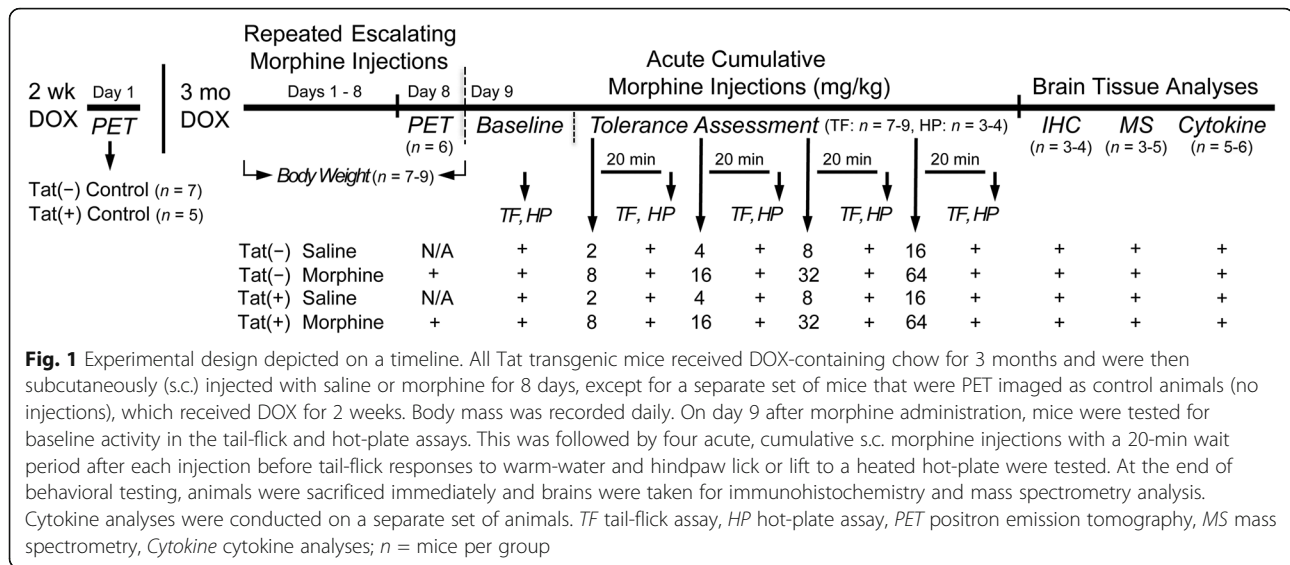 Repeated Escalating Morphine Injections
Acute Cumulative Morphine Injections (mg/kg)
Brain Tissue Analyses
2 wk DOX
Day 1
PET
3 mo DOX
Days 1 - 8
Day 8
Day 9
PET
(n = 6)
Baseline
Tolerance Assessment (TF: n = 7-9, HP: n = 3-4)
IHC
(n = 3-4)
MS
(n = 3-5)
Cytokine
(n = 5-6)
Body Weight (n = 7-9)
20 min 20 min 20 min 20 min
Tat(−) Control (n = 7)
Tat(+) Control (n = 5)
TF, HP TF, HP TF, HP TF, HP TF, HP
Tat(−) Saline N/A + 2 + 4 + 8 + 16 + + + +
Tat(−) Morphine + + 8 + 16 + 32 + 64 + + + +
Tat(+) Saline N/A + 2 + 4 + 8 + 16 + + + +
Tat(+) Morphine + + 8 + 16 + 32 + 64 + + + +
Fig. 1 Experimental design depicted on a timeline. All Tat transgenic mice received DOX-containing chow for 3 months and were then
subcutaneously (s.c.) injected with saline or morphine for 8 days, except for a separate set of mice that were PET imaged as control animals (no
injections), which received DOX for 2 weeks. Body mass was recorded daily. On day 9 after morphine administration, mice were tested for
baseline activity in the tail-flick and hot-plate assays. This was followed by four acute, cumulative s.c. morphine injections with a 20-min wait
period after each injection before tail-flick responses to warm-water and hindpaw lick or lift to a heated hot-plate were tested. At the end of
behavioral testing, animals were sacrificed immediately and brains were taken for immunohistochemistry and mass spectrometry analysis.
Cytokine analyses were conducted on a separate set of animals. TF tail-flick assay, HP hot-plate assay, PET positron emission tomography, MS mass
spectrometry, Cytokine cytokine analyses; n = mice per group